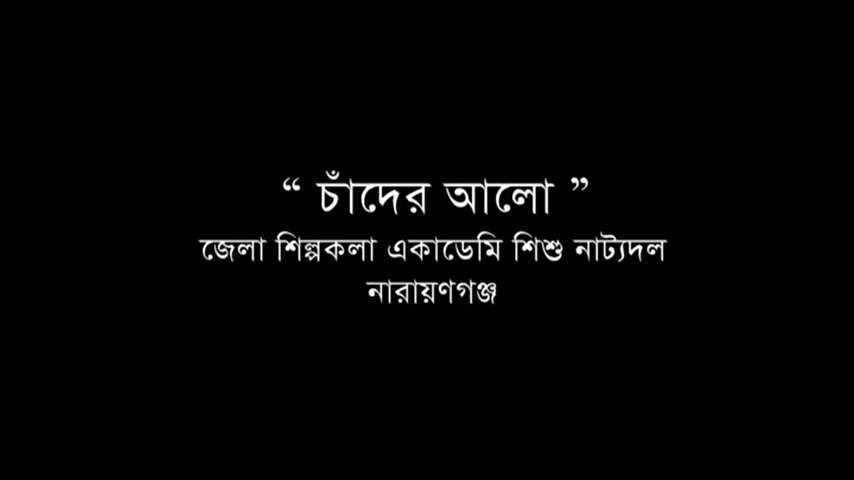 “ চাঁদের আলো ”
জেলা শিল্পকলা একাডেমি শিশু নাট্যদল
নারায়ণগঞ্জ